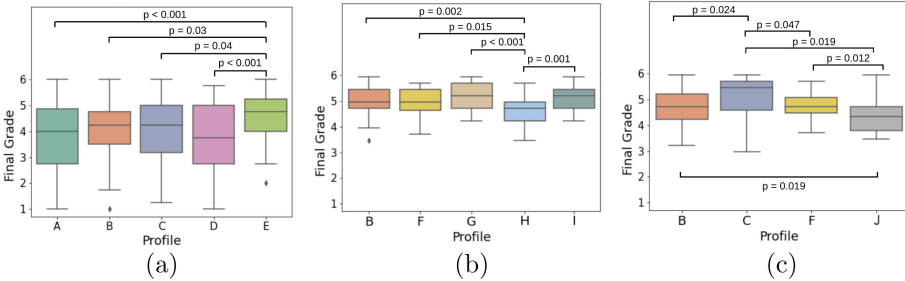 p < 0.001
p = 0.03
p = 0.04
p < 0.001
Final Grade
6
5
4
3
2
1
A B C D E
Profile
(a)
p = 0.002
p = 0.015
p < 0.001
p = 0.001
Final Grade
6
5
4
3
2
1
B F G H I
Profile
(b)
p = 0.024
p = 0.047
p = 0.019
p = 0.012
Final Grade
6
5
4
3
2
1
p = 0.019
B C F J
Profile
(c)